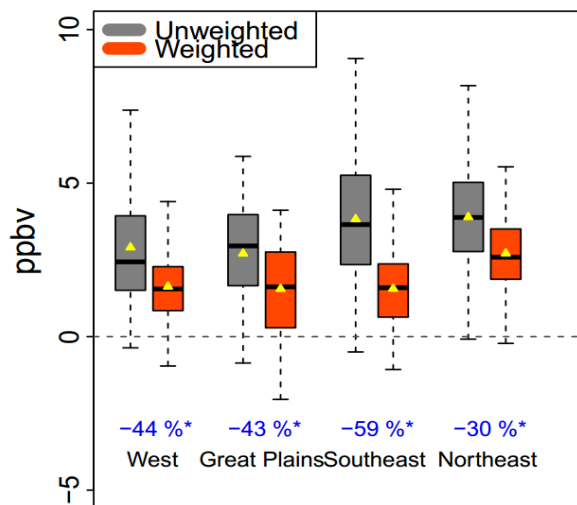 10
Unweighted
Weighted
5
ppbv
0
−44 %* −43 %* −59 %* −30 %*
West Great Plains Southeast Northeast
−5